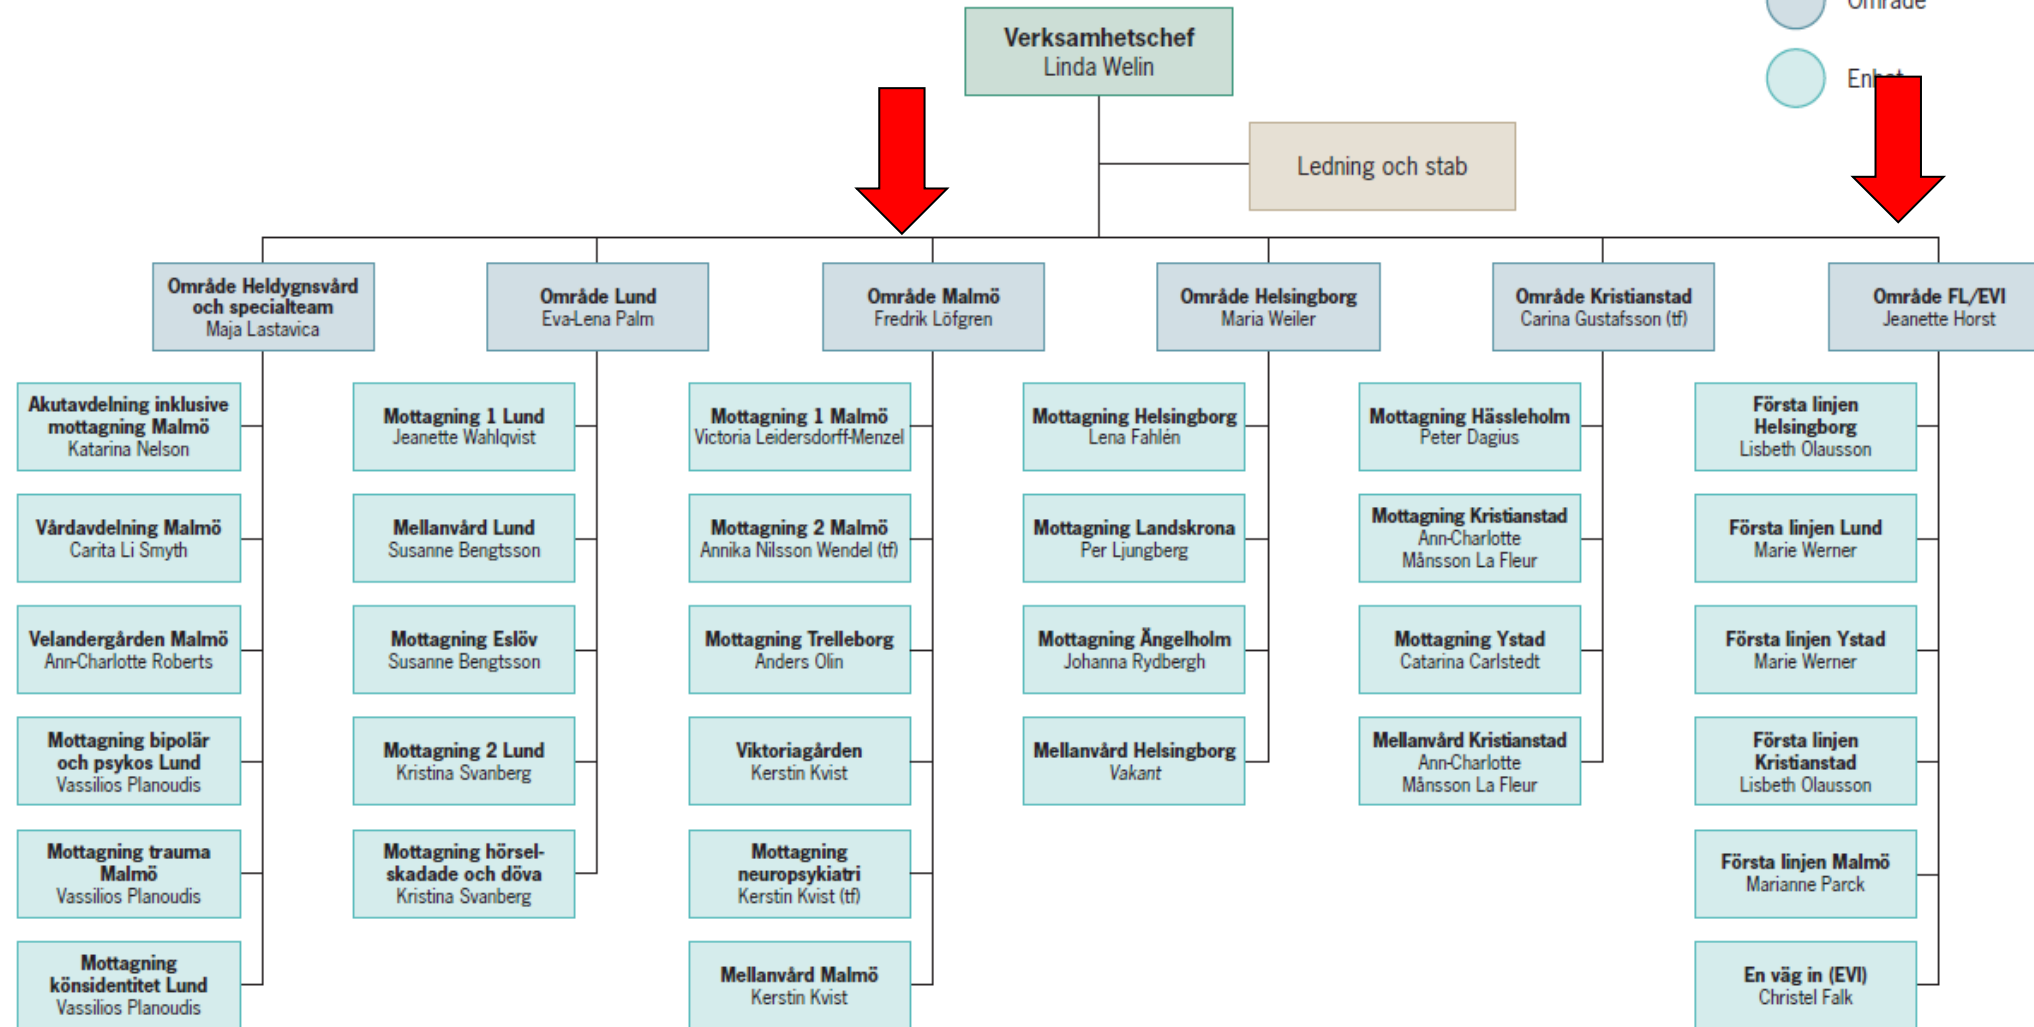 Område
Enhet
Verksamhetschef
Linda Welin
Ledning och stab
Område Heldygnsvård
och specialteam
Maja Lastavica
Område Lund
Eva-Lena Palm
Område Malmö
Fredrik Löfgren
Område Helsingborg
Maria Weiler
Område Kristianstad
Carina Gustafsson (tf)
Område FL/EVI
Jeanette Horst
Akutavdelning inklusive
mottagning Malmö
Katarina Nelson
Vårdavdelning Malmö
Carita Li Smyth
Velandergården Malmö
Ann-Charlotte Roberts
Mottagning bipolär
och psykos Lund
Vassilios Planoudis
Mottagning trauma
Malmö
Vassilios Planoudis
Mottagning
könsidentitet Lund
Vassilios Planoudis
Mottagning 1 Lund
Jeanette Wahlqvist
Mellanvård Lund
Susanne Bengtsson
Mottagning Eslöv
Susanne Bengtsson
Mottagning 2 Lund
Kristina Svanberg
Mottagning hörsel-
skadade och döva
Kristina Svanberg
Mottagning 1 Malmö
Victoria Leidersdorff-Menzel
Mottagning 2 Malmö
Annika Nilsson Wendel (tf)
Mottagning Trelleborg
Anders Olin
Viktoriagården
Kerstin Kvist
Mottagning
neuropsykiatri
Kerstin Kvist (tf)
Mellanvård Malmö
Kerstin Kvist
Mottagning Helsingborg
Lena Fahlén
Mottagning Landskrona
Per Ljungberg
Mottagning Ängelholm
Johanna Rydbergh
Mellanvård Helsingborg
Vakant
Mottagning Hässleholm
Peter Dagius
Mottagning Kristianstad
Ann-Charlotte
Månsson La Fleur
Mottagning Ystad
Catarina Carlstedt
Mellanvård Kristianstad
Ann-Charlotte
Månsson La Fleur
Första linjen
Helsingborg
Lisbeth Olausson
Första linjen Lund
Marie Werner
Första linjen Ystad
Marie Werner
Första linjen
Kristianstad
Lisbeth Olausson
Första linjen Malmö
Marianne Parck
En väg in (EVI)
Christel Falk